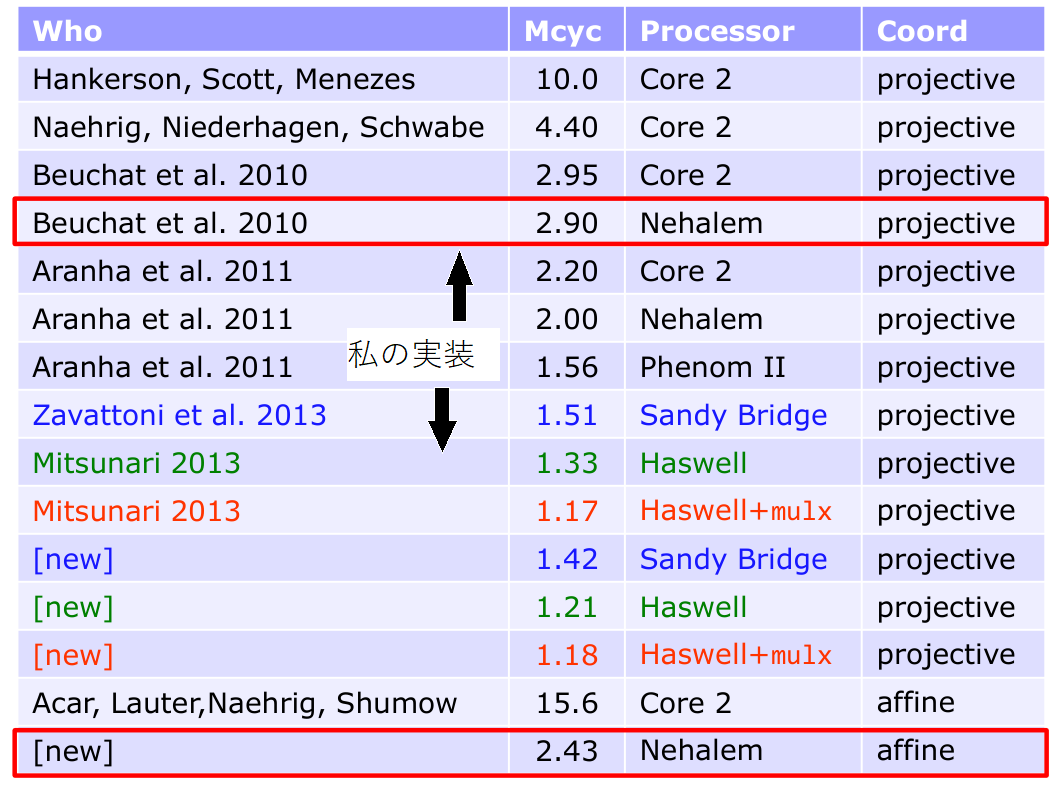 Who Mcyc Processor Coord
Hankerson, Scott, Menezes 10.0 Core 2 projective
Naehrig, Niederhagen, Schwabe 4.40 Core 2 projective
Beuchat et al. 2010 2.95 Core 2 projective
Beuchat et al. 2010 2.90 Nehalem projective
Aranha et al. 2011 2.20 Core 2 projective
Aranha et al. 2011 2.00 Nehalem projective
私の実装
Aranha et al. 2011 1.56 Phenom II projective
Zavattoni et al. 2013 1.51 Sandy Bridge projective
Mitsunari 2013 1.33 Haswell projective
Mitsunari 2013 1.17 Haswell+mulx projective
[new] 1.42 Sandy Bridge projective
[new] 1.21 Haswell projective
[new] 1.18 Haswell+mulx projective
Acar, Lauter,Naehrig, Shumow 15.6 Core 2 affine
[new] 2.43 Nehalem affine